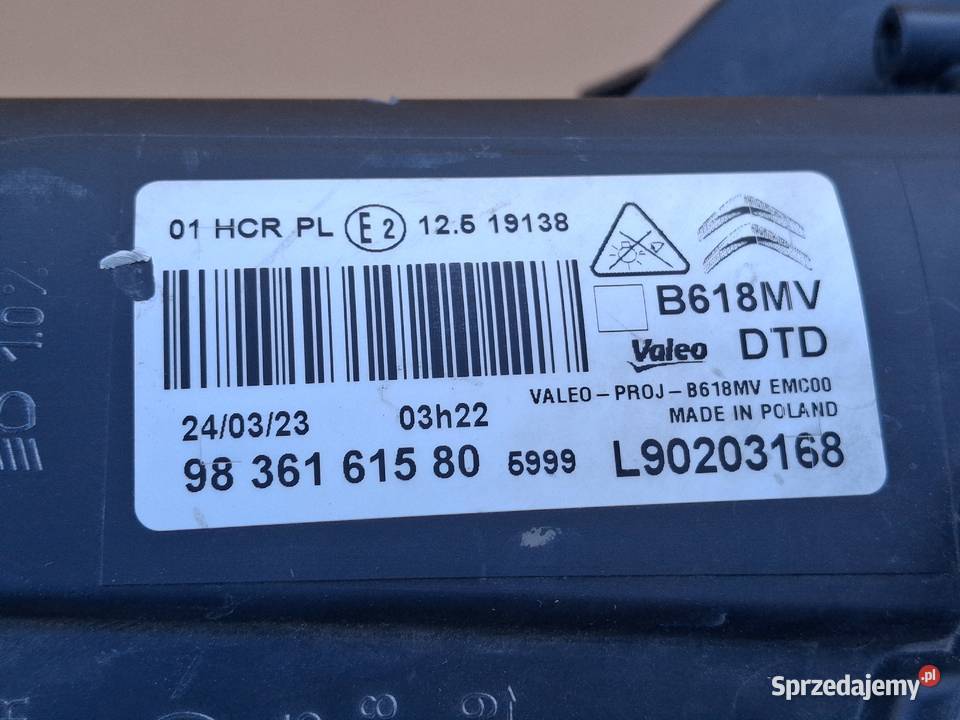 01 HCR PL E2 12.5 19138
B618MV
Valeo DTD
VALEO-PROJ-B618MV EMC00
MADE IN POLAND
24/03/23 03h22
98 361 615 80 5999 L90203168
Sprzedajemy.pl